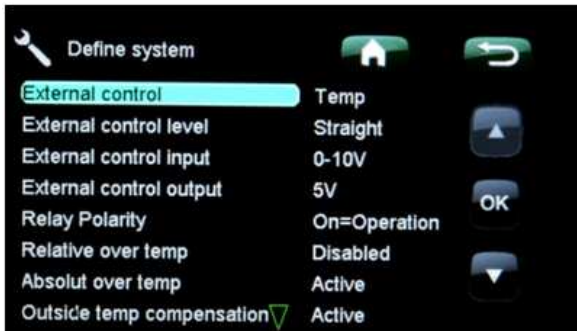 Define system
External control Temp
External control level Straight
External control input 0-10V
External control output 5V
Relay Polarity On=Operation
Relative over temp Disabled
Absolut over temp Active
Outside temp compensation Active
OK